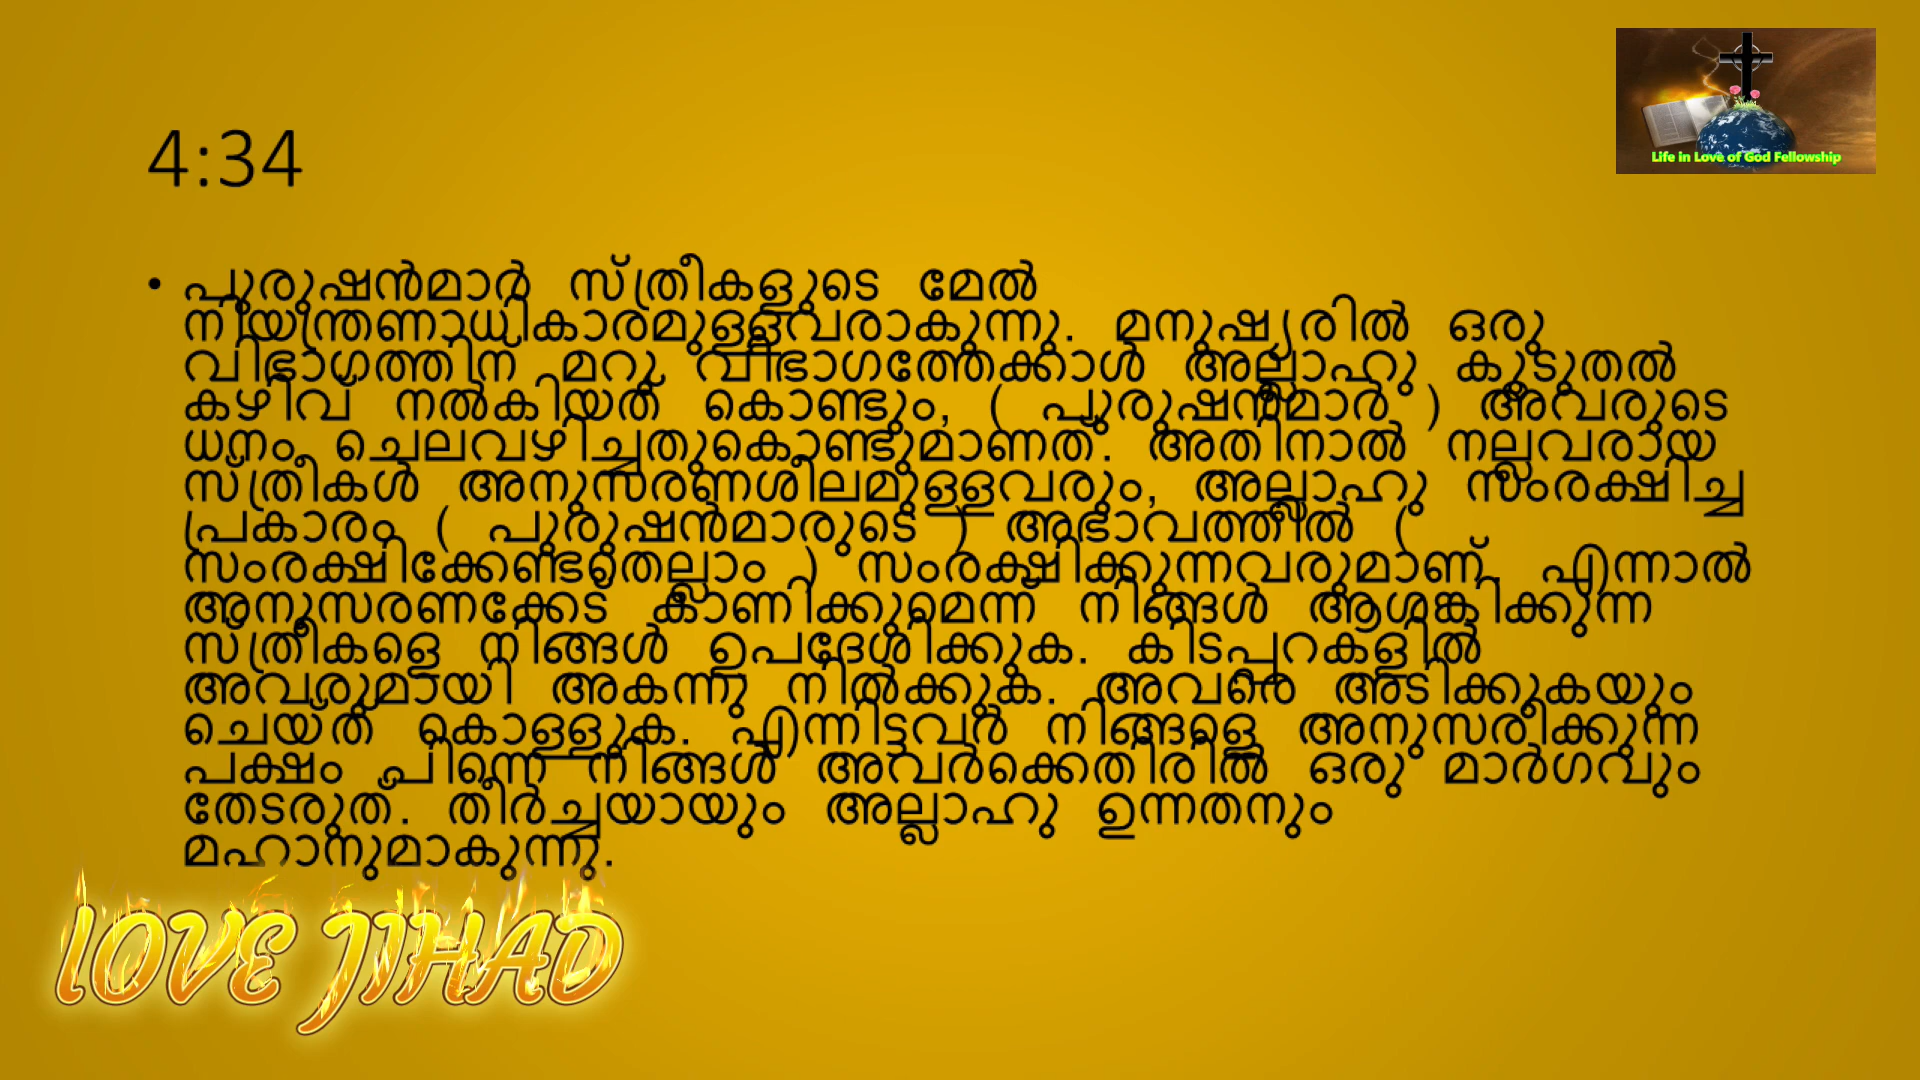 Life in Love of God Fellowship
4:34
• പുരുഷൻമാർ സ്ത്രീകളുടെ മേൽ
നിയന്ത്രണാധികാരമുള്ളവരാകുന്നു. മനുഷ്യരിൽ ഒരു
വിഭാഗത്തിന് മറ്റു വിഭാഗത്തേക്കാൾ അല്ലാഹു കൂടുതൽ
കഴിവ് നൽകിയത് കൊണ്ടും, ( പുരുഷൻമാർ ) അവരുടെ
ധനം ചെലവഴിച്ചതുകൊണ്ടുമാണത്. അതിനാൽ നല്ലവരായ
സ്ത്രീകൾ അനുസരണശീലമുള്ളവരും, അല്ലാഹു സംരക്ഷിച്ച
പ്രകാരം ( പുരുഷൻമാരുടെ ) അഭാവത്തിൽ (
സംരക്ഷിക്കേണ്ടതെല്ലാം ) സംരക്ഷിക്കുന്നവരുമാണ്. എന്നാൽ
അനുസരണക്കേട് കാണിക്കുമെന്ന് നിങ്ങൾ ആശങ്കിക്കുന്ന
സ്ത്രീകളെ നിങ്ങൾ ഉപദേശിക്കുക. കിടപ്പറകളിൽ
അവരുമായി അകന്നു നിൽക്കുക. അവരെ അടിക്കുകയും
ചെയ്ത് കൊള്ളുക. എന്നിട്ടവർ നിങ്ങളെ അനുസരിക്കുന്ന
പക്ഷം പിന്നെ നിങ്ങൾ അവർക്കെതിരിൽ ഒരു മാർഗവും
തേടരുത്. തീർച്ചയായും അല്ലാഹു ഉന്നതനും
മഹാനുമാകുന്നു.
LOVE JIHAD